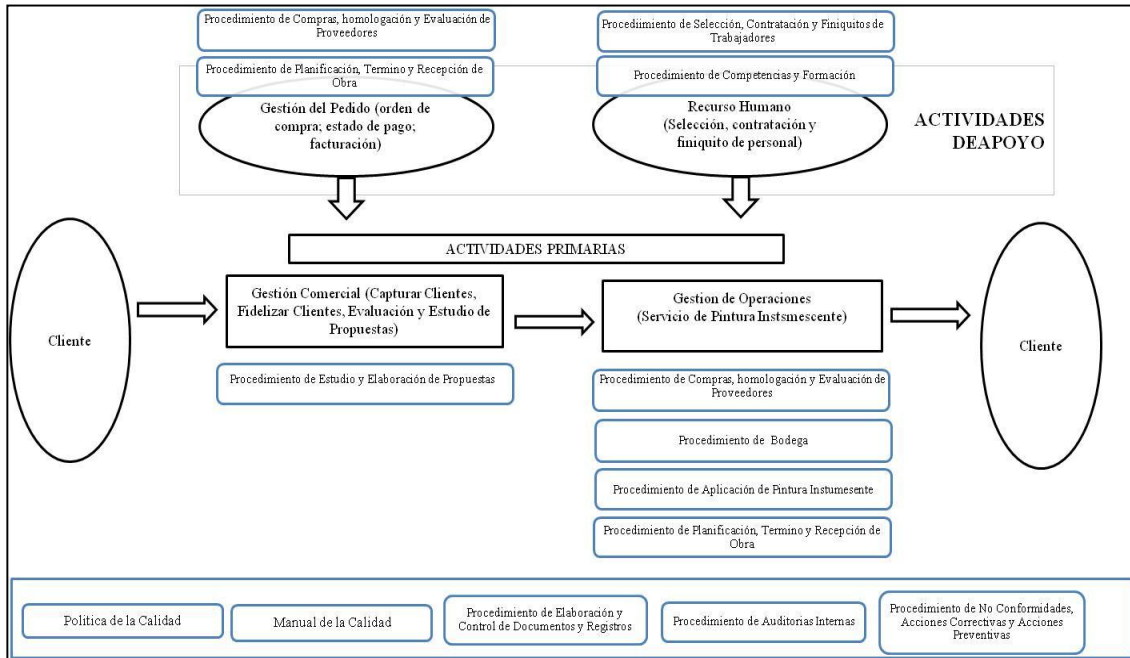 Procedimiento de Compras, homologación y Evaluación de
Proveedores
Procediimiento de Selección, Contratación y Finiquitos de
Trabajadores
Procedimiento de Planificación, Termino y Recepción de
Obra
Procedimiento de Competencias y Formación
Gestión del Pedido (orden de
compra; estado de pago;
facturación)
Recurso Humano
(Selección, contratación y
finiquito de personal)
ACTIVIDADES
DEAPOYO
ACTIVIDADES PRIMARIAS
Cliente
Gestión Comercial (Capturar Clientes,
Fidelizar Clientes, Evaluación y Estudio de
Propuestas)
Gestion de Operaciones
(Servicio de Pintura Instsmescente)
Cliente
Procedimiento de Estudio y Elaboración de Propuestas
Procedimiento de Compras, homologación y Evaluación de
Proveedores
Procedimiento de Bodega
Procedimiento de Aplicación de Pintura Instumesente
Procedimiento de Planificación, Termino y Recepción de
Obra
Política de la Calidad
Manual de la Calidad
Procedimiento de Elaboración y
Control de Documentos y Registros
Procedimiento de Auditorias Internas
Procedimiento de No Conformidades,
Acciones Correctivas y Acciones
Preventivas